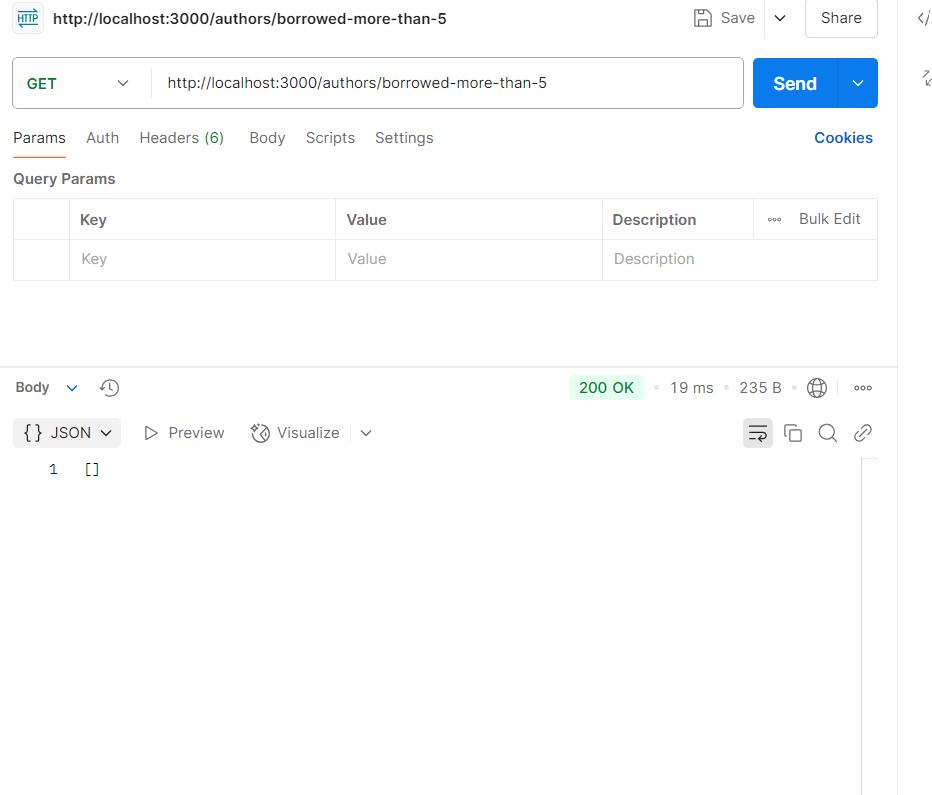 HTTP http://localhost:3000/authors/borrowed-more-than-5 Save Share
GET http://localhost:3000/authors/borrowed-more-than-5 Send
Params Auth Headers (6) Body Scripts Settings Cookies
Query Params
Key Value Description Bulk Edit
Key Value Description
Body 200 OK 19 ms 235 B
{} JSON Preview Visualize
1 []